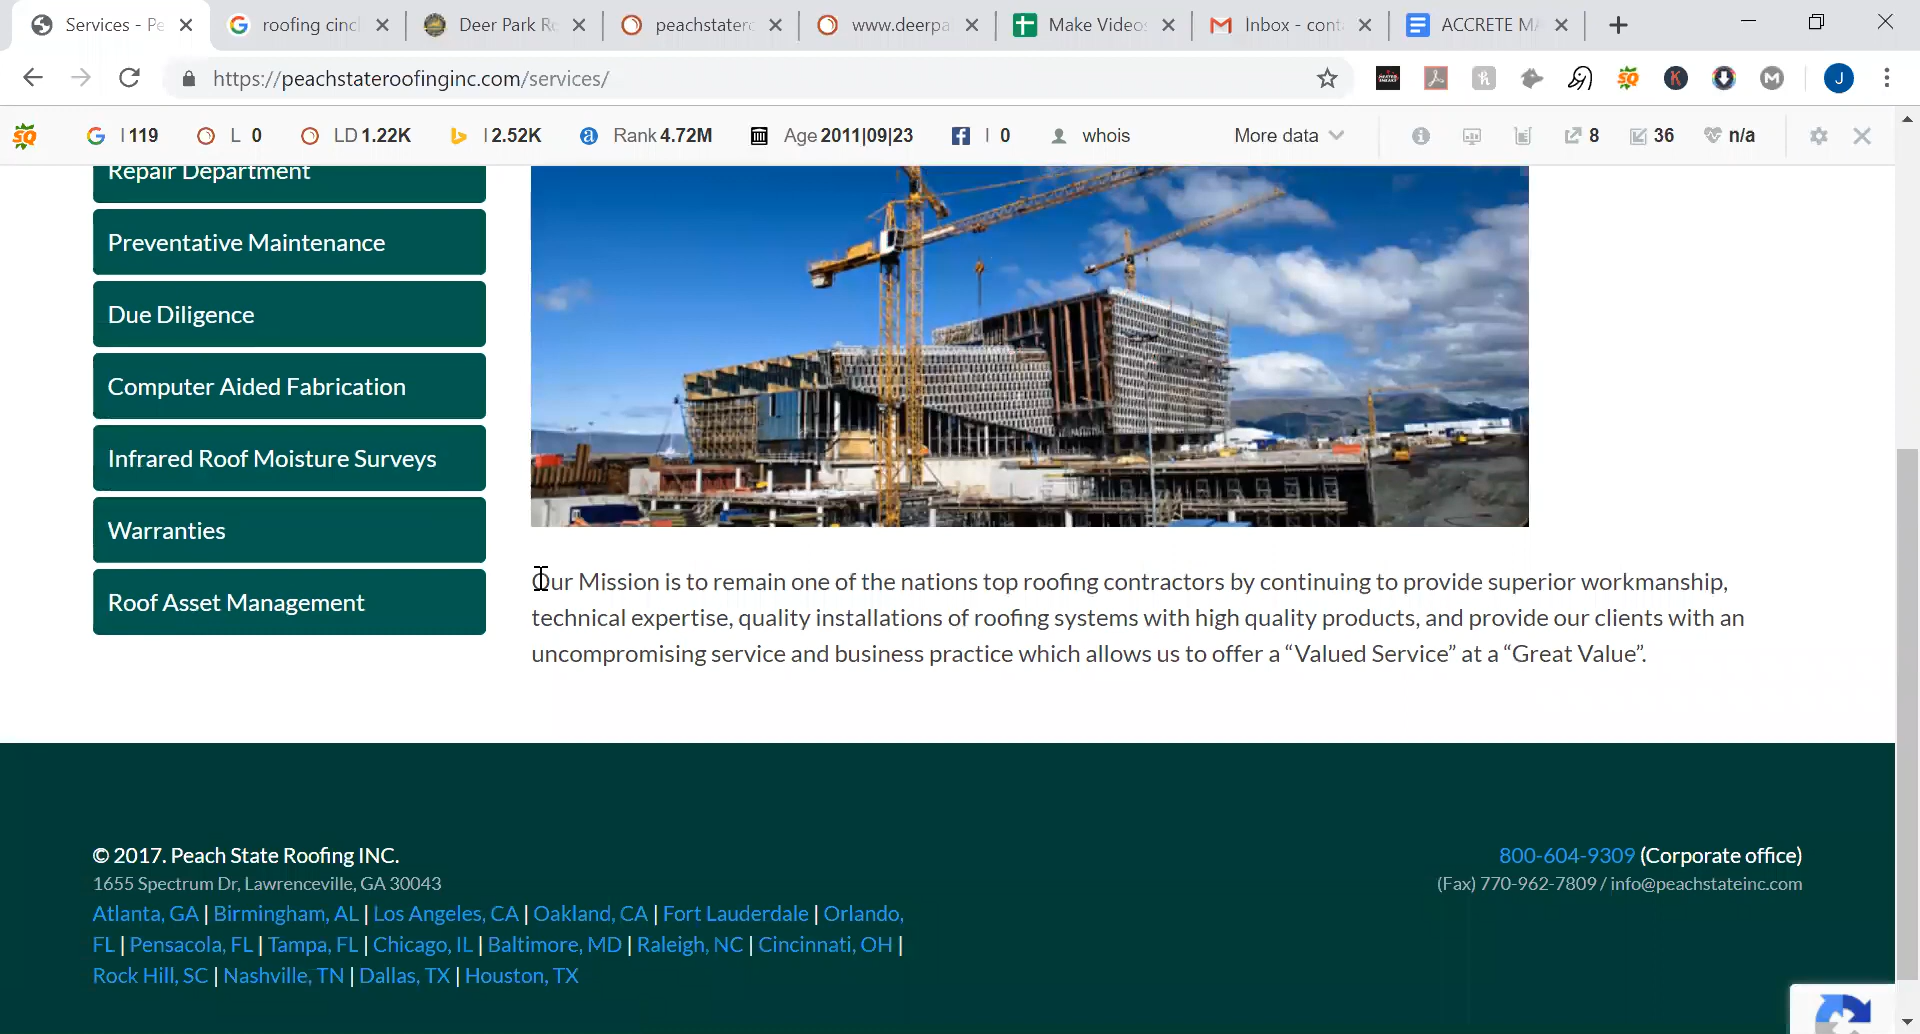 Services - Pe
roofing cinc
Deer Park Ro
peachstaterc
www.deerpa
Make Videos
Inbox - cont
ACCRETE MA
https://peachstateroofinginc.com/services/
I 119
L 0
LD 1.22K
I 2.52K
Rank 4.72M
Age 2011|09|23
I 0
whois
More data
8
36
n/a
Repair Department
Preventative Maintenance
Due Diligence
Computer Aided Fabrication
Infrared Roof Moisture Surveys
Warranties
Roof Asset Management
Our Mission is to remain one of the nations top roofing contractors by continuing to provide superior workmanship,
technical expertise, quality installations of roofing systems with high quality products, and provide our clients with an
uncompromising service and business practice which allows us to offer a “Valued Service” at a “Great Value”.
© 2017. Peach State Roofing INC.
1655 Spectrum Dr, Lawrenceville, GA 30043
Atlanta, GA | Birmingham, AL | Los Angeles, CA | Oakland, CA | Fort Lauderdale | Orlando,
FL | Pensacola, FL | Tampa, FL | Chicago, IL | Baltimore, MD | Raleigh, NC | Cincinnati, OH |
Rock Hill, SC | Nashville, TN | Dallas, TX | Houston, TX
800-604-9309 (Corporate office)
(Fax) 770-962-7809 / info@peachstateinc.com